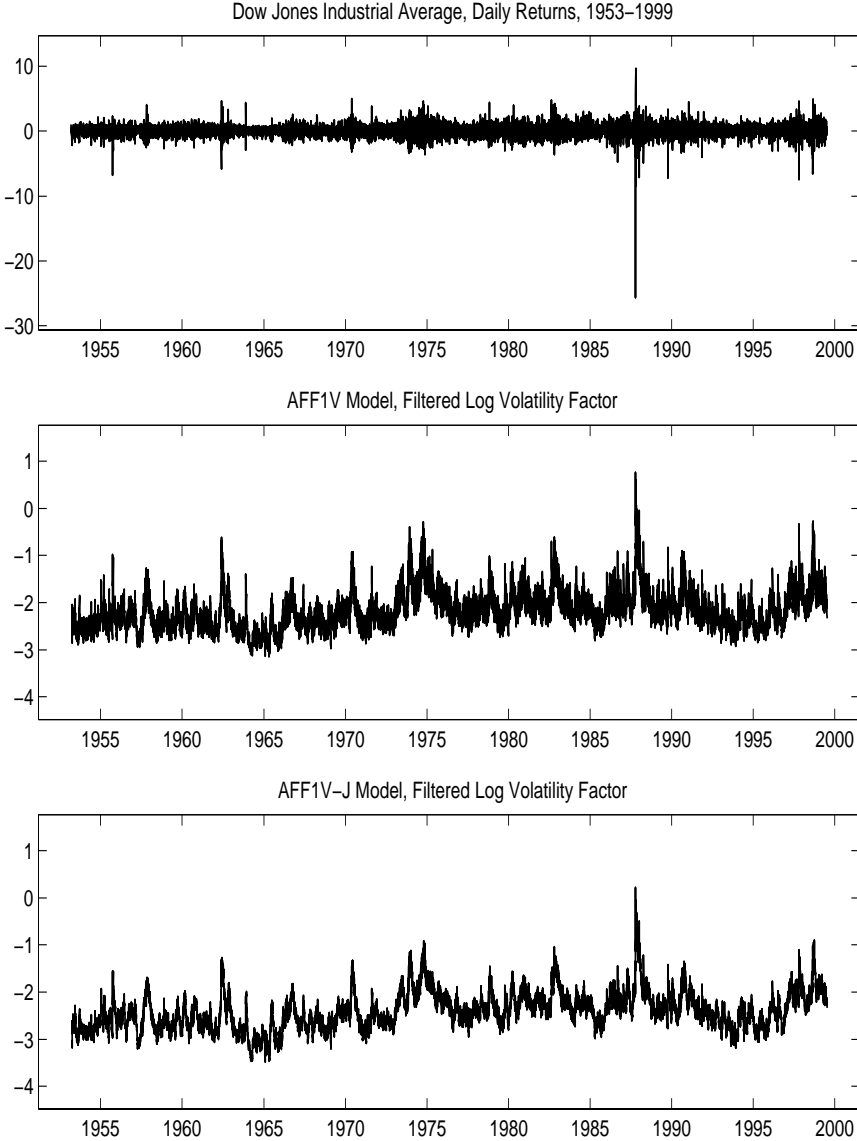 Dow Jones Industrial Average, Daily Returns, 1953−1999
10
0
−10
−20
−30
1955 1960 1965 1970 1975 1980 1985 1990 1995 2000
AFF1V Model, Filtered Log Volatility Factor
1
0
−1
−2
−3
−4
1955 1960 1965 1970 1975 1980 1985 1990 1995 2000
AFF1V−J Model, Filtered Log Volatility Factor
1
0
−1
−2
−3
−4
1955 1960 1965 1970 1975 1980 1985 1990 1995 2000